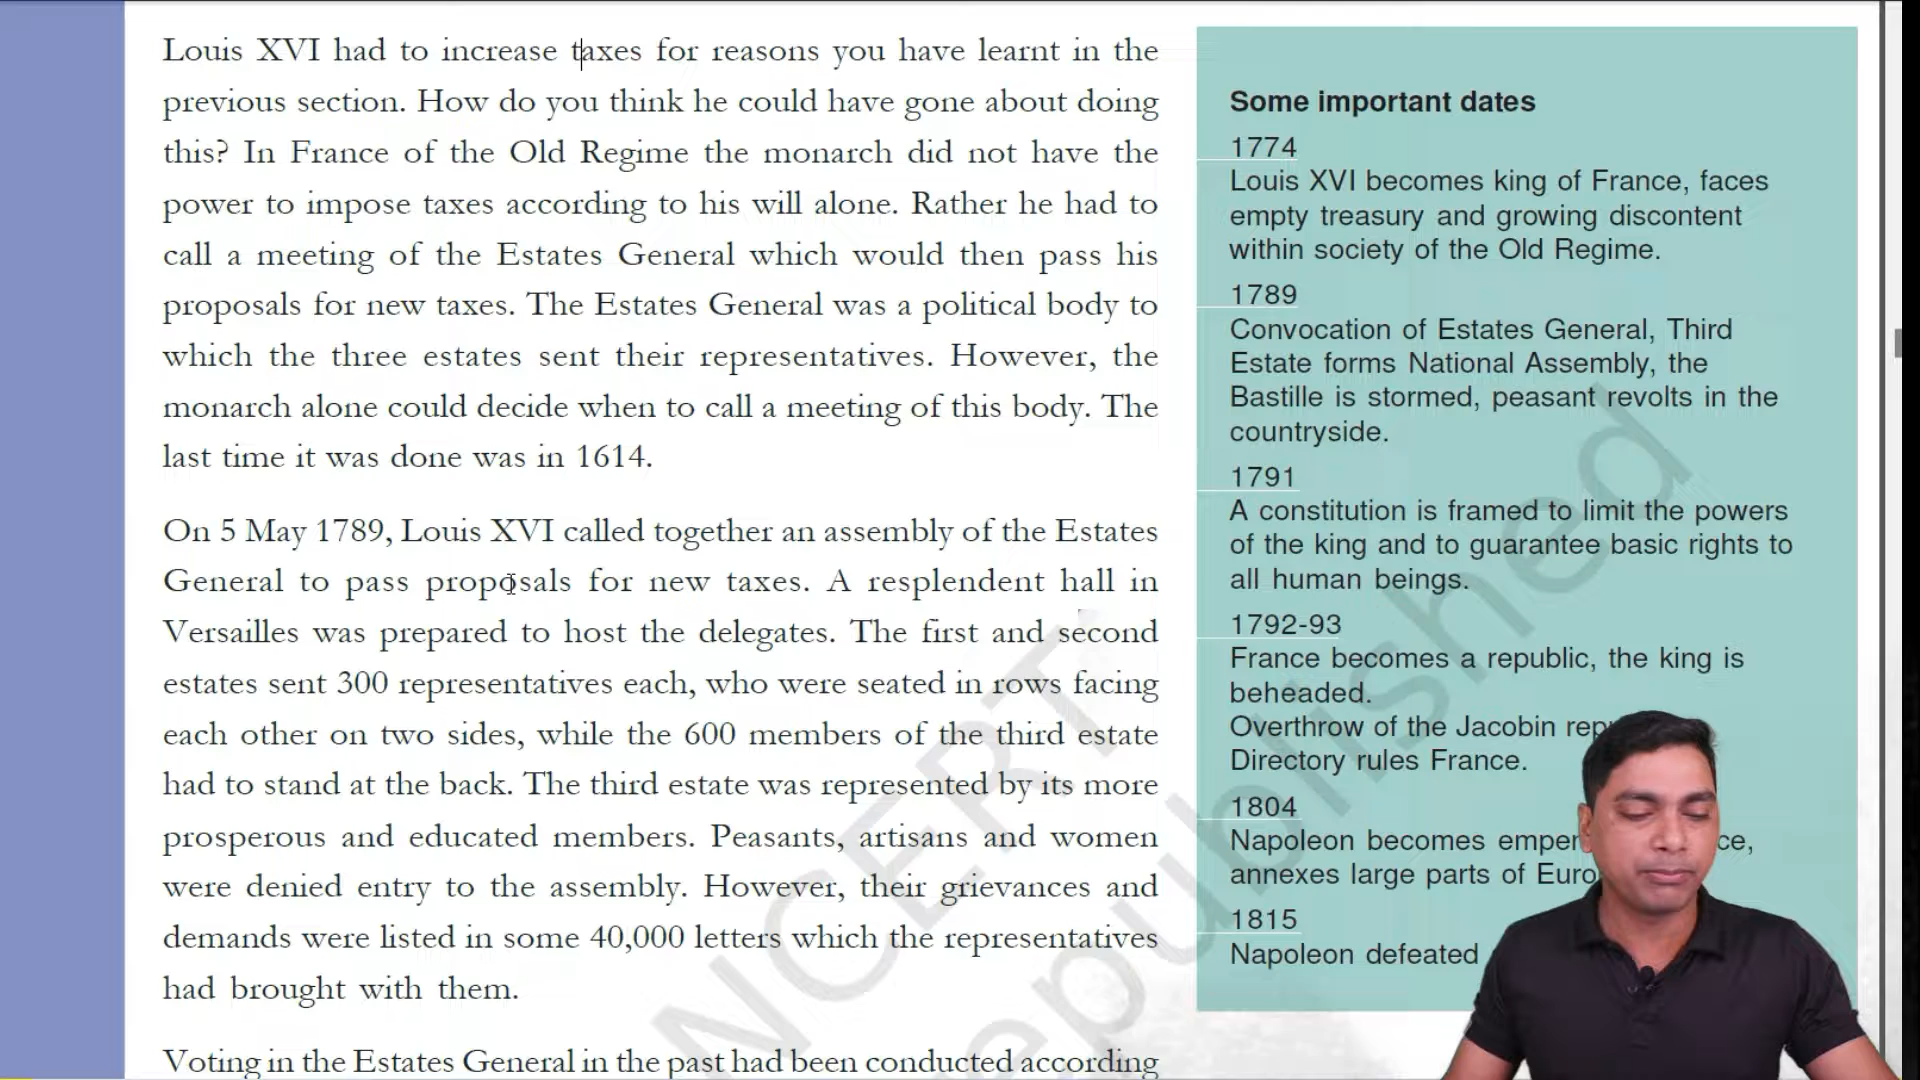 Louis XVI had to increase taxes for reasons you have learnt in the
previous section. How do you think he could have gone about doing
this? In France of the Old Regime the monarch did not have the
power to impose taxes according to his will alone. Rather he had to
call a meeting of the Estates General which would then pass his
proposals for new taxes. The Estates General was a political body to
which the three estates sent their representatives. However, the
monarch alone could decide when to call a meeting of this body. The
last time it was done was in 1614.
On 5 May 1789, Louis XVI called together an assembly of the Estates
General to pass proposals for new taxes. A resplendent hall in
Versailles was prepared to host the delegates. The first and second
estates sent 300 representatives each, who were seated in rows facing
each other on two sides, while the 600 members of the third estate
had to stand at the back. The third estate was represented by its more
prosperous and educated members. Peasants, artisans and women
were denied entry to the assembly. However, their grievances and
demands were listed in some 40,000 letters which the representatives
had brought with them.
Voting in the Estates General in the past had been conducted according
Some important dates
1774
Louis XVI becomes king of France, faces
empty treasury and growing discontent
within society of the Old Regime.
1789
Convocation of Estates General, Third
Estate forms National Assembly, the
Bastille is stormed, peasant revolts in the
countryside.
1791
A constitution is framed to limit the powers
of the king and to guarantee basic rights to
all human beings.
1792-93
France becomes a republic, the king is
beheaded.
Overthrow of the Jacobin
Directory rules France.
1804
Napoleon becomes
annexes large parts of
1815
Napoleon defeated
NCERT
republished